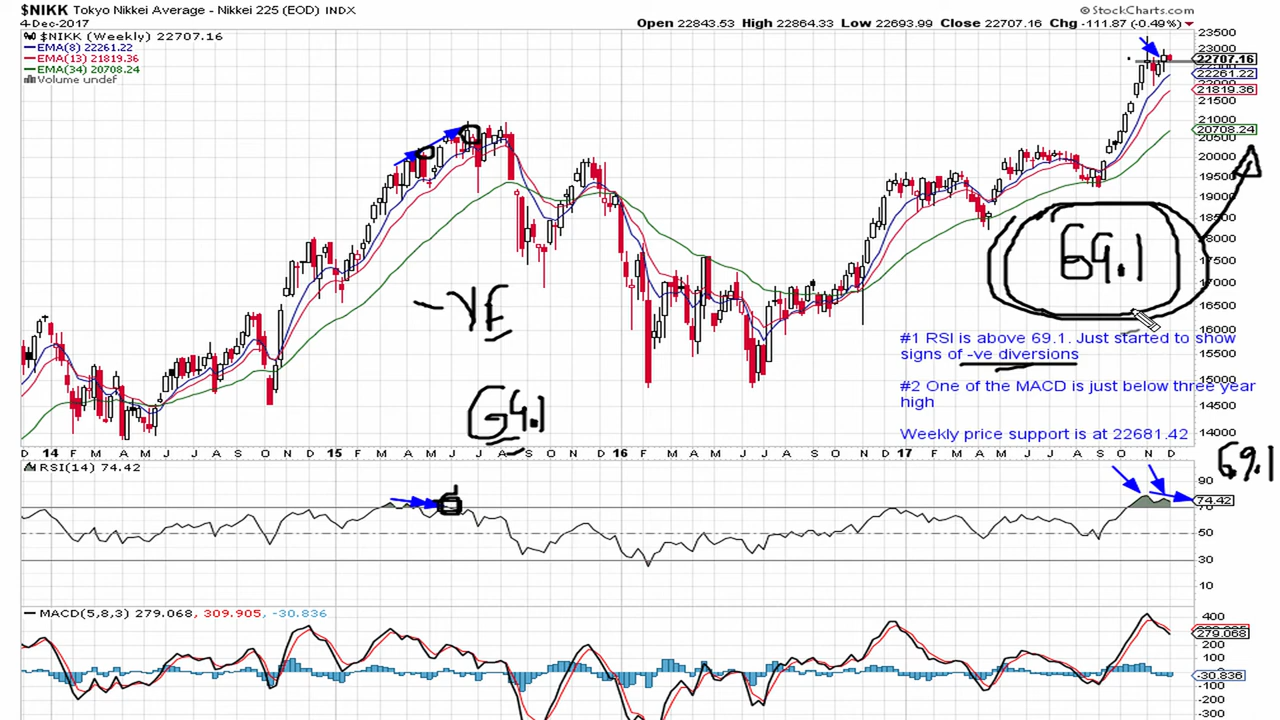 $NIKK Tokyo Nikkei Average - Nikkei 225 (EOD) INDX
© StockCharts.com
4-Dec-2017
Open 22843.53 High 22864.33 Low 22693.99 Close 22707.16 Chg -111.87 (-0.49%)
$NIKK (Weekly) 22707.16
EMA(8) 22261.22
EMA(13) 21819.36
EMA(34) 20708.24
Volume undef
23500
23000
22707.16
22261.22
21819.36
21500
21000
20708.24
20000
19500
19000
18500
18000
17500
17000
16500
16000
15500
15000
14500
14000
69.1
-VE
G9.1
#1 RSI is above 69.1. Just started to show
signs of -ve diversions
#2 One of the MACD is just below three year
high
Weekly price support is at 22681.42
D 14 F M A M J J A S O N D 15 F M A M J J A S O N D 16 F M A M J J A S O N D 17 F M A M J J A S O N D
69.1
RSI(14) 74.42
90
74.42
70
50
30
10
MACD(5,8,3) 279.068, 309.905, -30.836
400
279.068
200
100
-30.836
-100
-200
-300